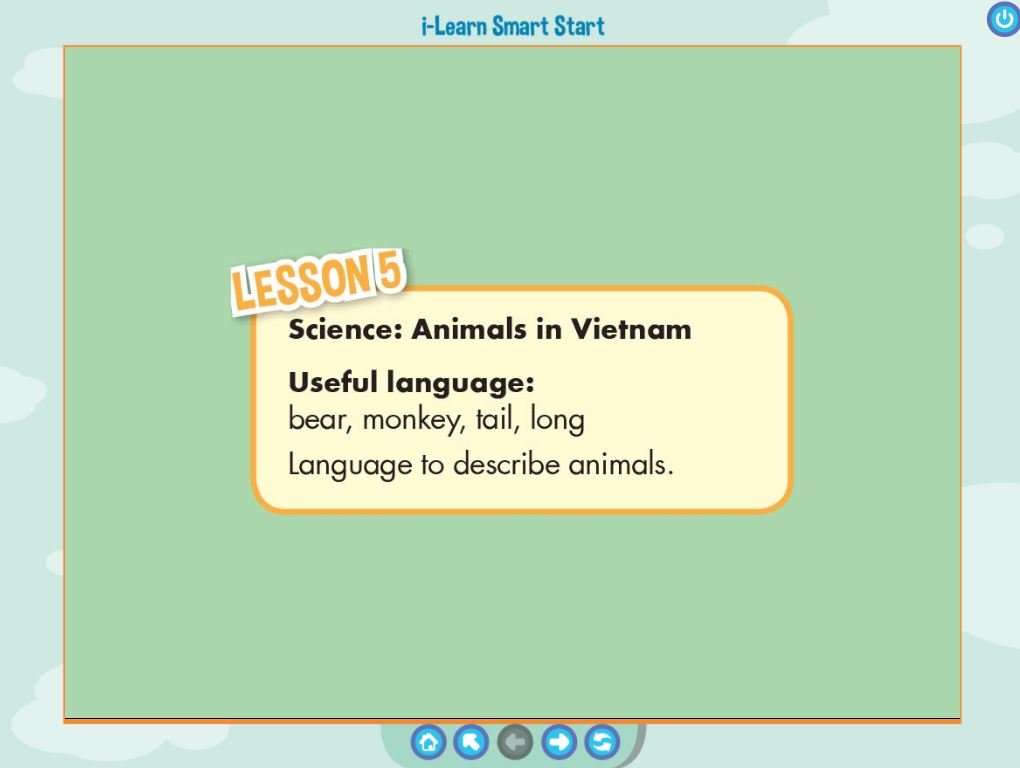 i-Learn Smart Start
LESSON 5
Science: Animals in Vietnam
Useful language:
bear, monkey, tail, long
Language to describe animals.